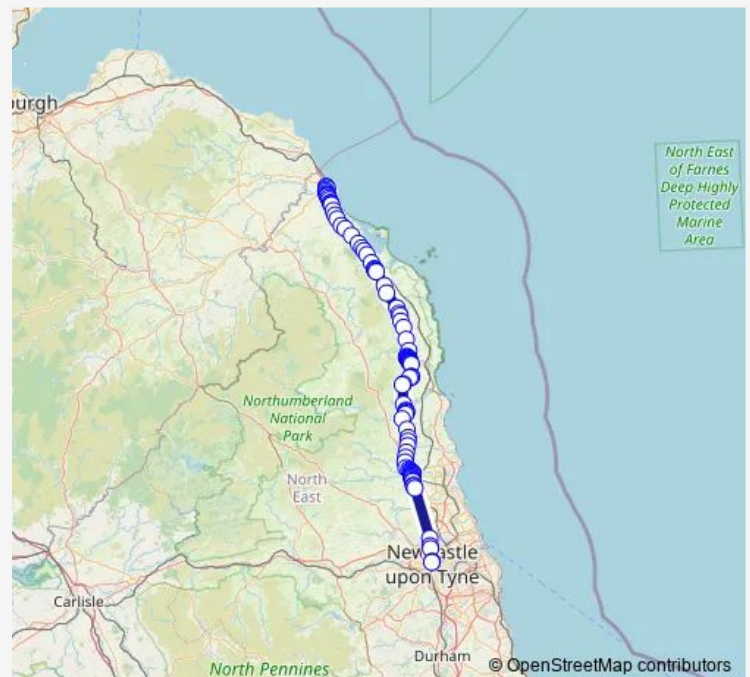 burgh
North East
of Farnes
Deep Highly
Protected
Marine
Area
Northumberland
National
Park
North
East
Newcastle
upon Tyne
Carlisle
Durham
North Pennines
© OpenStreetMap contributors